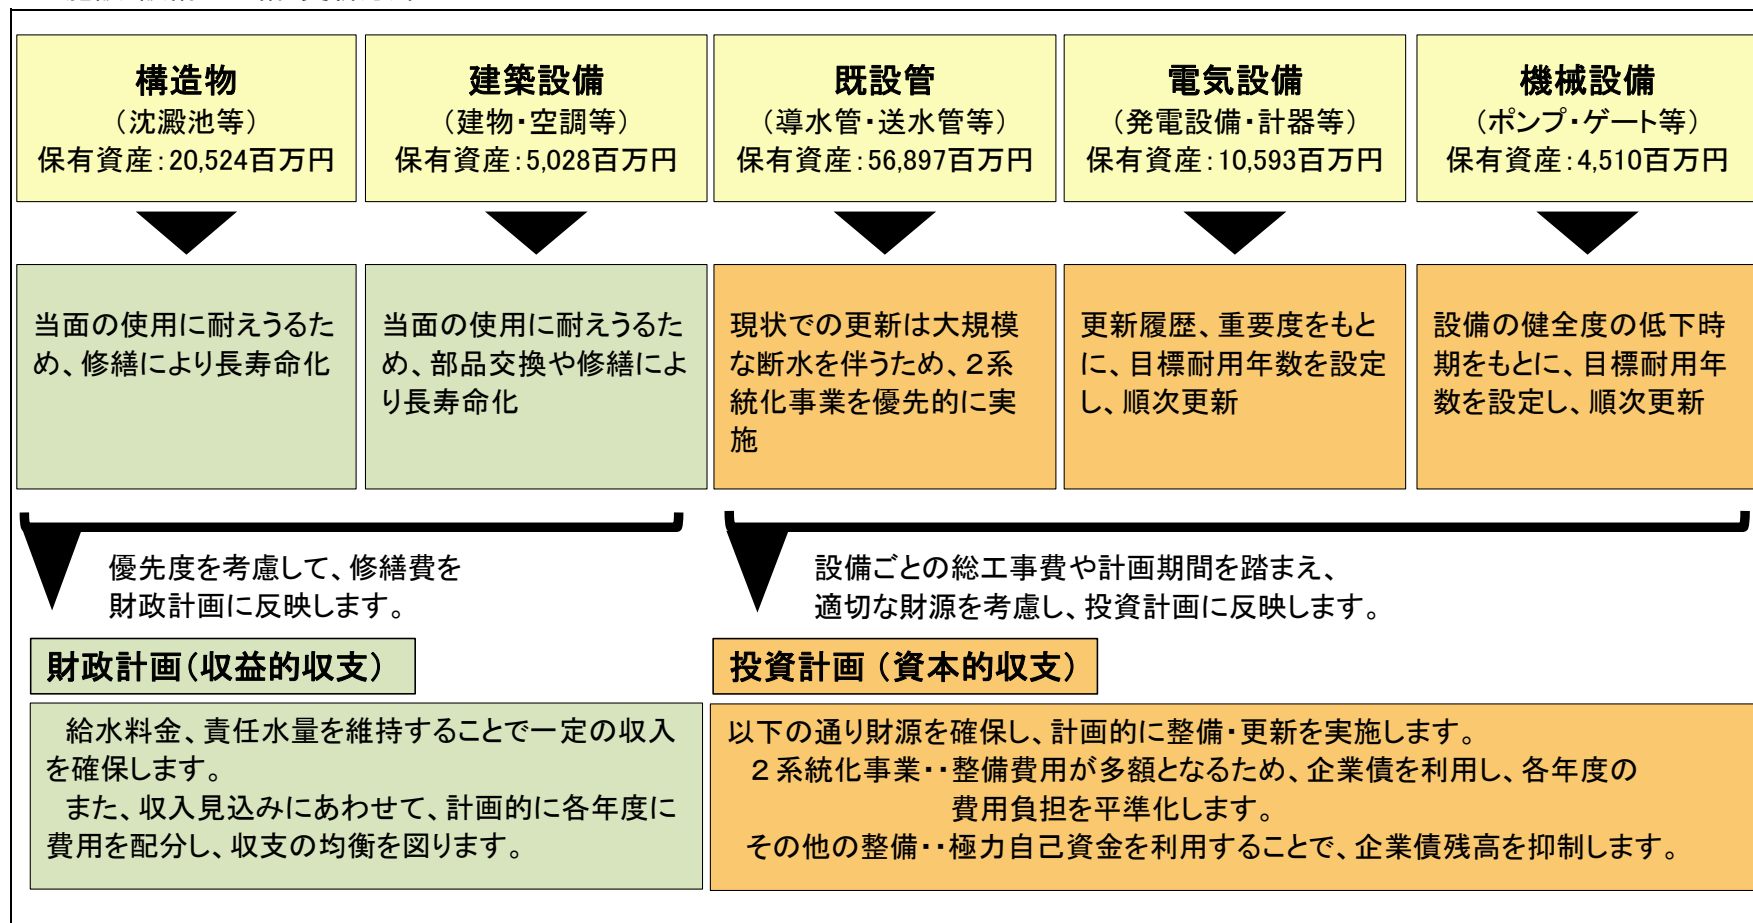 構造物
（沈澱池等）
保有資産：20,524百万円
建築設備
（建物・空調等）
保有資産：5,028百万円
既設管
（導水管・送水管等）
保有資産：56,897百万円
電気設備
（発電設備・計器等）
保有資産：10,593百万円
機械設備
（ポンプ・ゲート等）
保有資産：4,510百万円
当面の使用に耐えうるた
め、修繕により長寿命化
当面の使用に耐えうるた
め、部品交換や修繕によ
り長寿命化
現状での更新は大規模
な断水を伴うため、２系
統化事業を優先的に実
施
更新履歴、重要度をもと
に、目標耐用年数を設定
し、順次更新
設備の健全度の低下時
期をもとに、目標耐用年
数を設定し、順次更新
優先度を考慮して、修繕費を
財政計画に反映します。
設備ごとの総工事費や計画期間を踏まえ、
適切な財源を考慮し、投資計画に反映します。
財政計画（収益的収支）
給水料金、責任水量を維持することで一定の収入
を確保します。
また、収入見込みにあわせて、計画的に各年度に
費用を配分し、収支の均衡を図ります。
投資計画（資本的収支）
以下の通り財源を確保し、計画的に整備・更新を実施します。
２系統化事業・・整備費用が多額となるため、企業債を利用し、各年度の
費用負担を平準化します。
その他の整備・・極力自己資金を利用することで、企業債残高を抑制します。